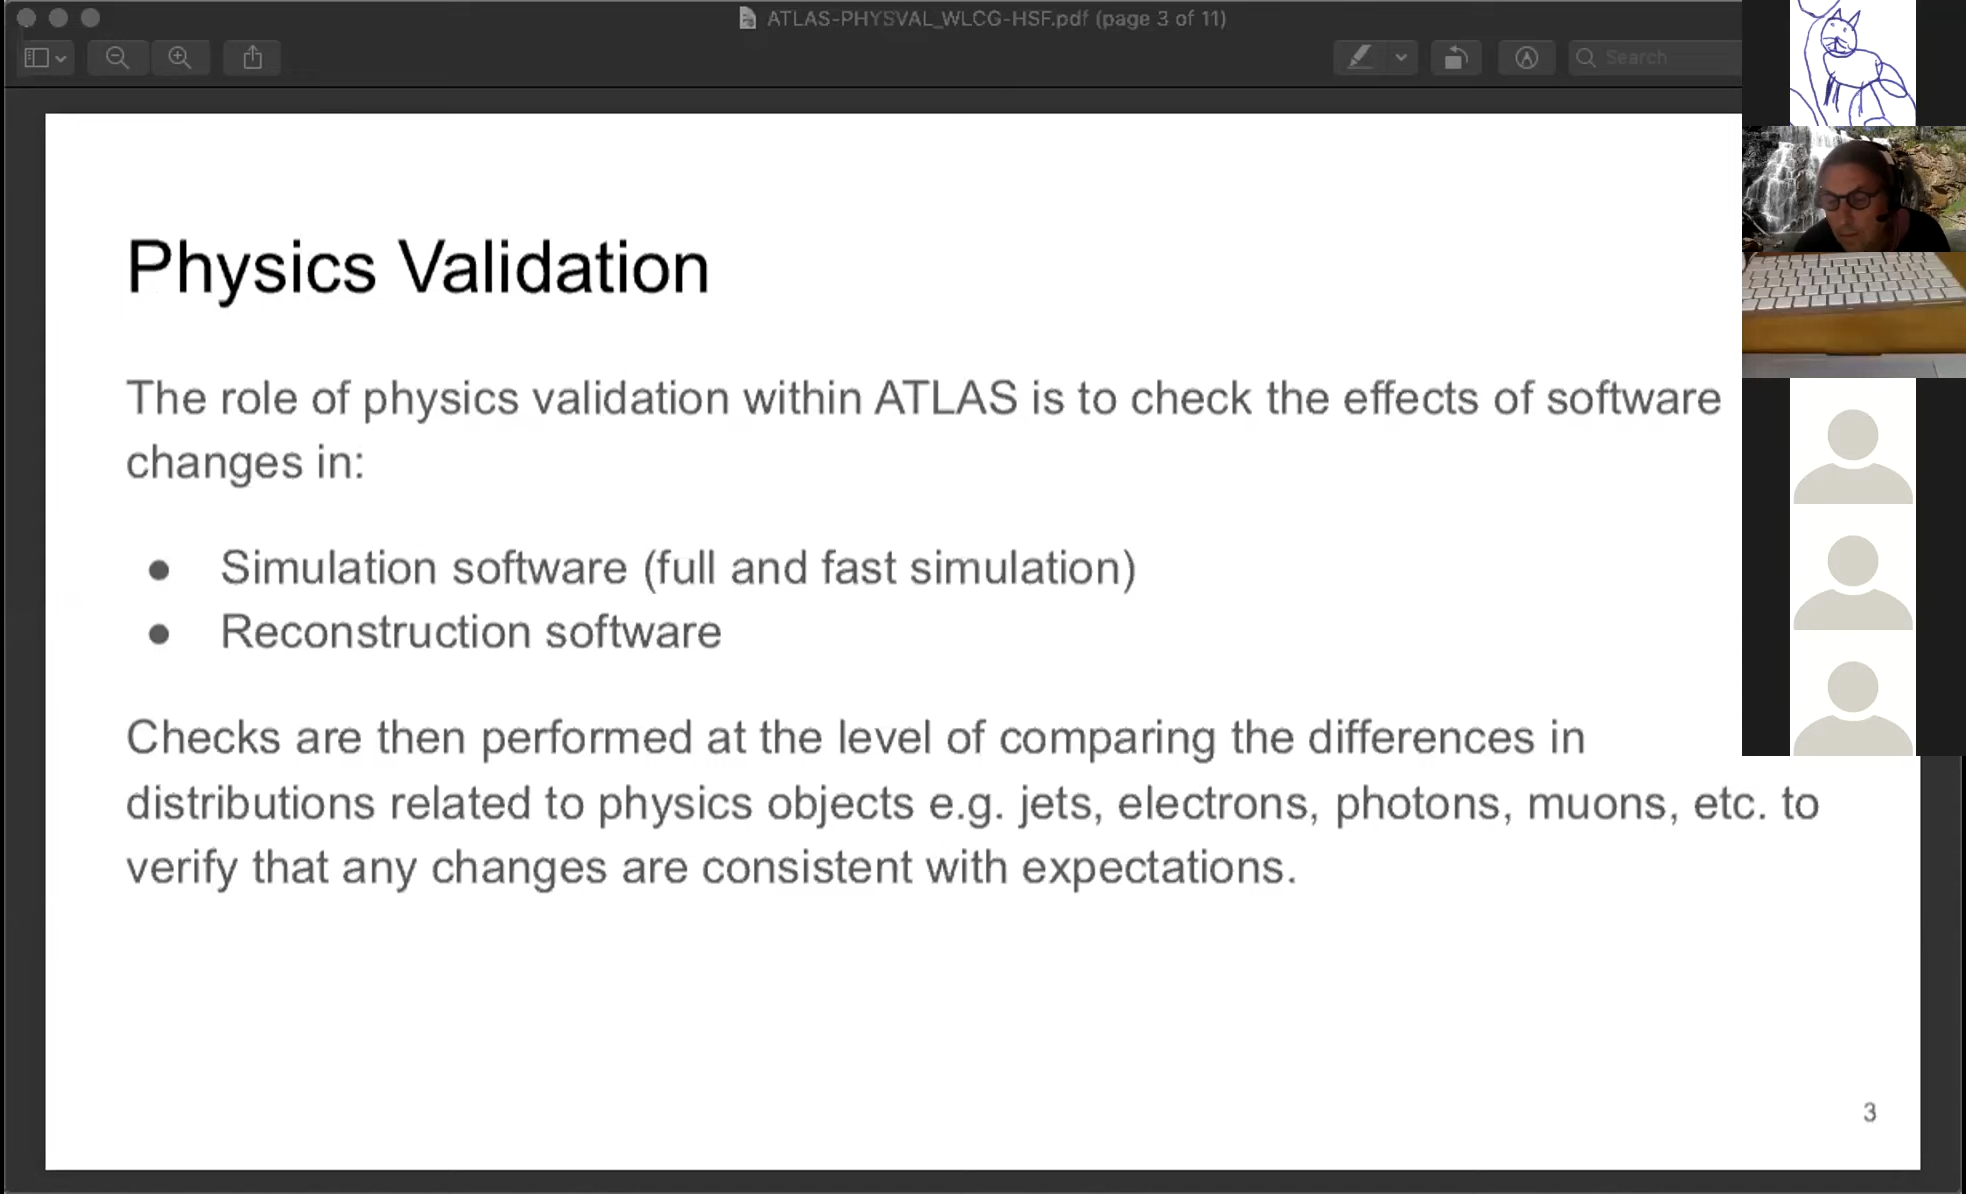 ATLAS-PHYSVAL_WLCG-HSF.pdf (page 3 of 11)
Search
Physics Validation
The role of physics validation within ATLAS is to check the effects of software
changes in:
● Simulation software (full and fast simulation)
● Reconstruction software
Checks are then performed at the level of comparing the differences in
distributions related to physics objects e.g. jets, electrons, photons, muons, etc. to
verify that any changes are consistent with expectations.
3